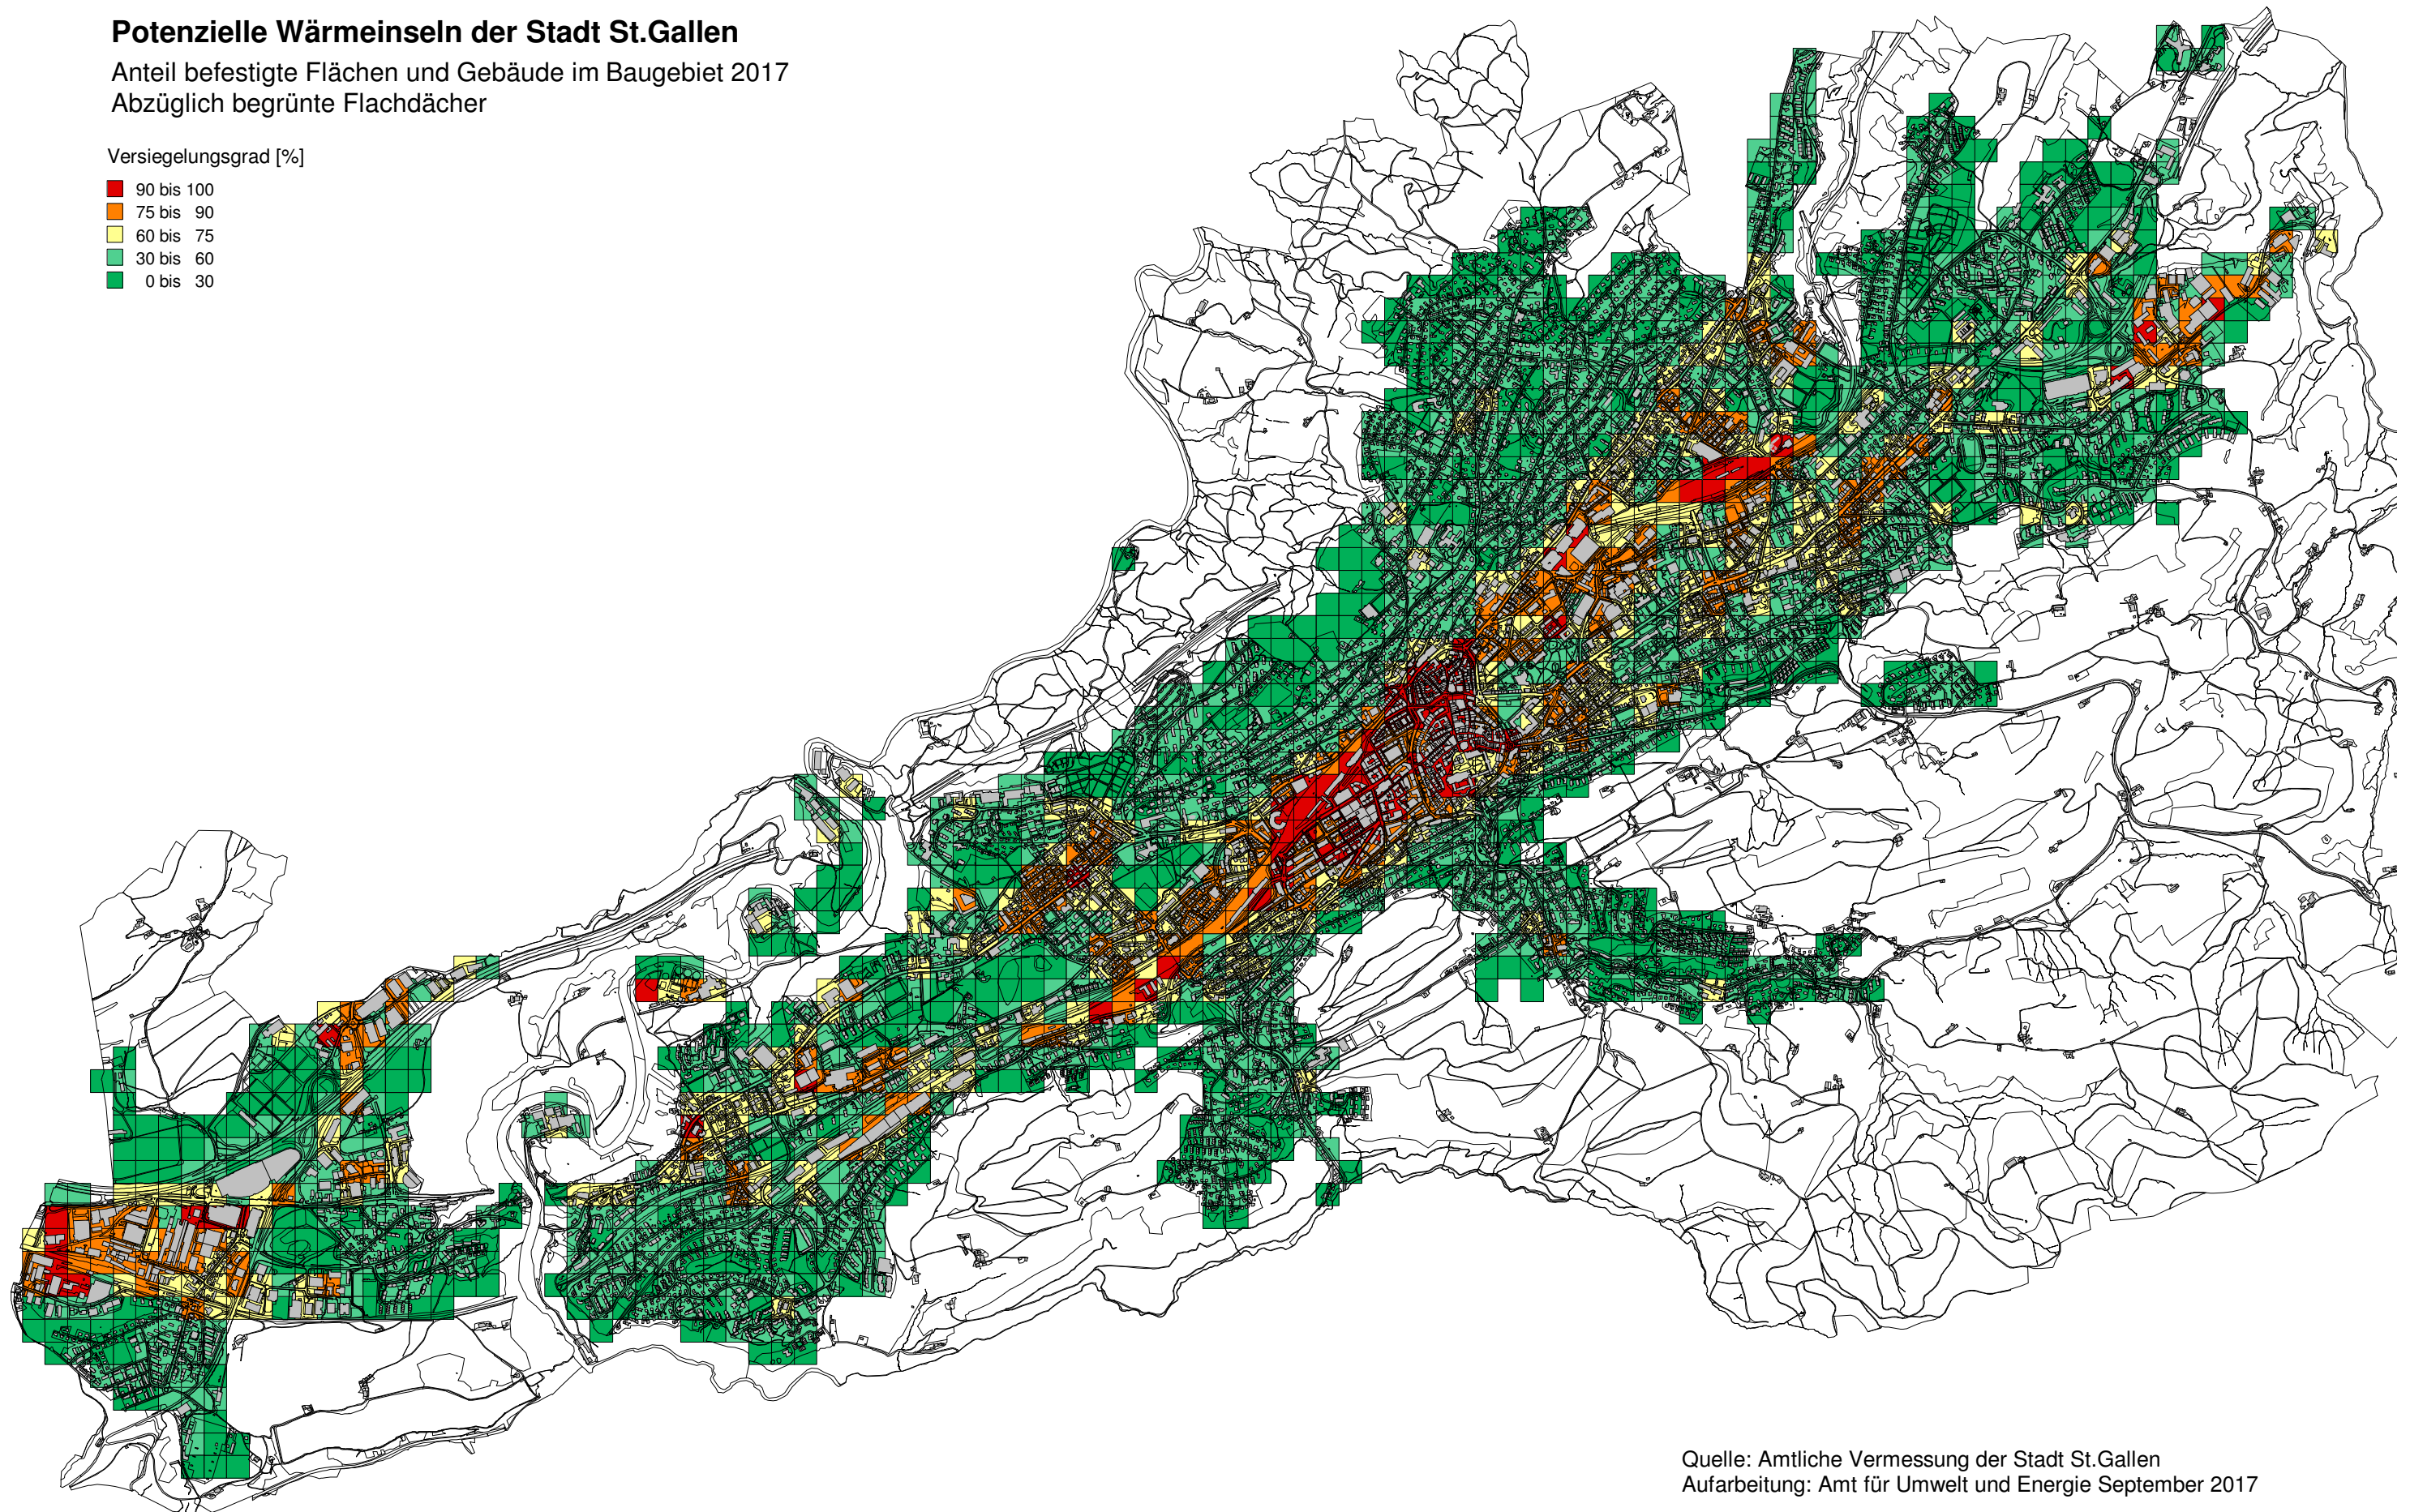 Potenzielle Wärmeinseln der Stadt St.Gallen
Anteil befestigte Flächen und Gebäude im Baugebiet 2017
Abzüglich begrünte Flachdächer
Versiegelungsgrad [%]
90 bis 100
75 bis 90
60 bis 75
30 bis 60
0 bis 30
Quelle: Amtliche Vermessung der Stadt St.Gallen
Aufarbeitung: Amt für Umwelt und Energie September 2017